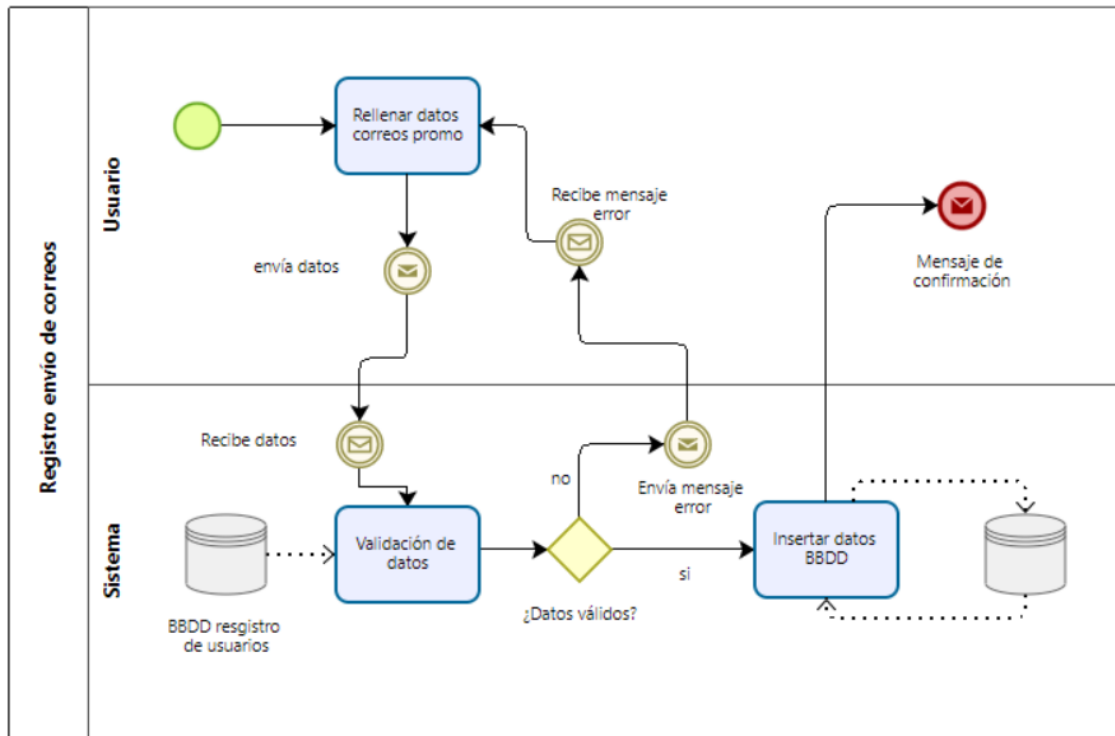 Registro envío de correos
Usuario
Rellenar datos
correos promo
Recibe mensaje
error
envía datos
Mensaje de
confirmación
Sistema
Recibe datos
no
Envía mensaje
error
Validación de
datos
Insertar datos
BBDD
si
¿Datos válidos?
BBDD resgistro
de usuarios